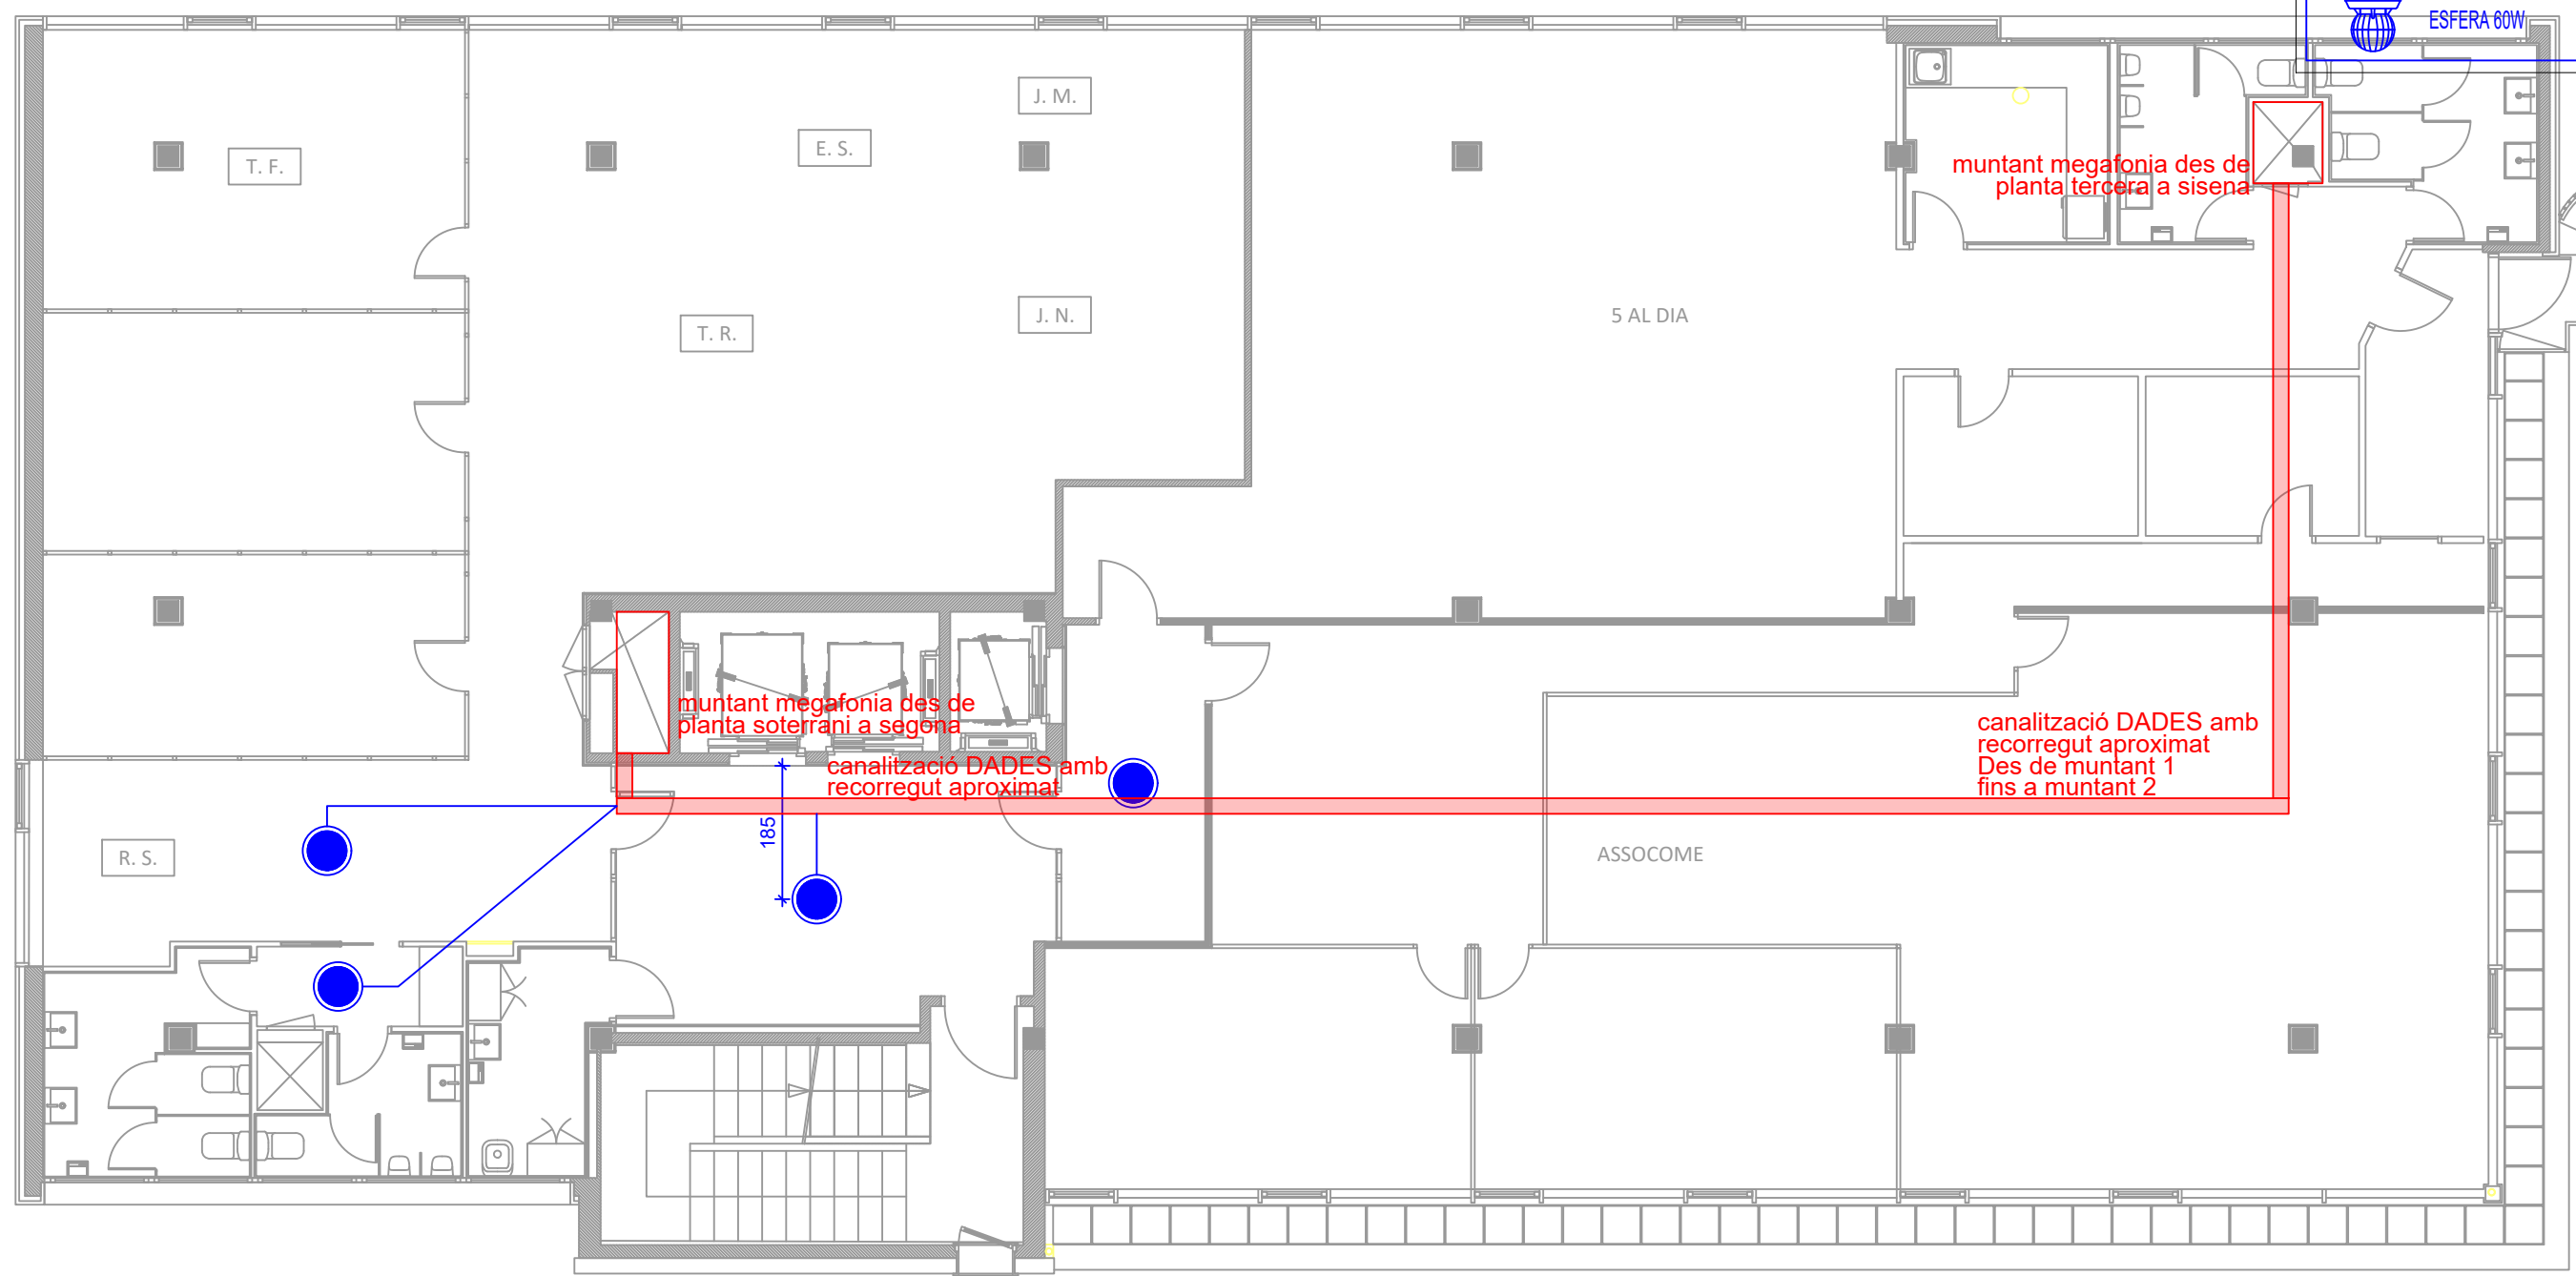 ESFERA 60W
J. M.
E. S.
T. F.
muntant megafonia des de
planta tercera a sisena
J. N.
5 AL DIA
T. R.
muntant megafonia des de
planta soterrani a segona
canalització DADES amb
recorregut aproximat
Des de muntant 1
fins a muntant 2
canalització DADES amb
recorregut aproximat
185
R. S.
ASSOCOME